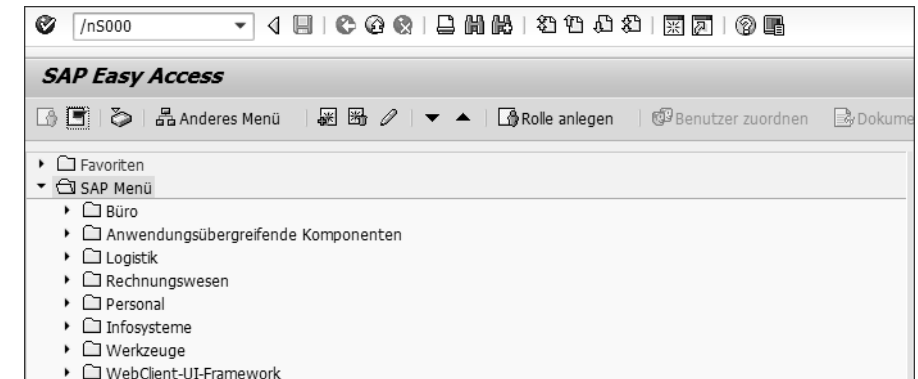 /nS000
SAP Easy Access
Anderes Menü Rolle anlegen Benutzer zuordnen Dokume
Favoriten
SAP Menü
Büro
Anwendungsübergreifende Komponenten
Logistik
Rechnungswesen
Personal
Infosysteme
Werkzeuge
WebClient-UI-Framework